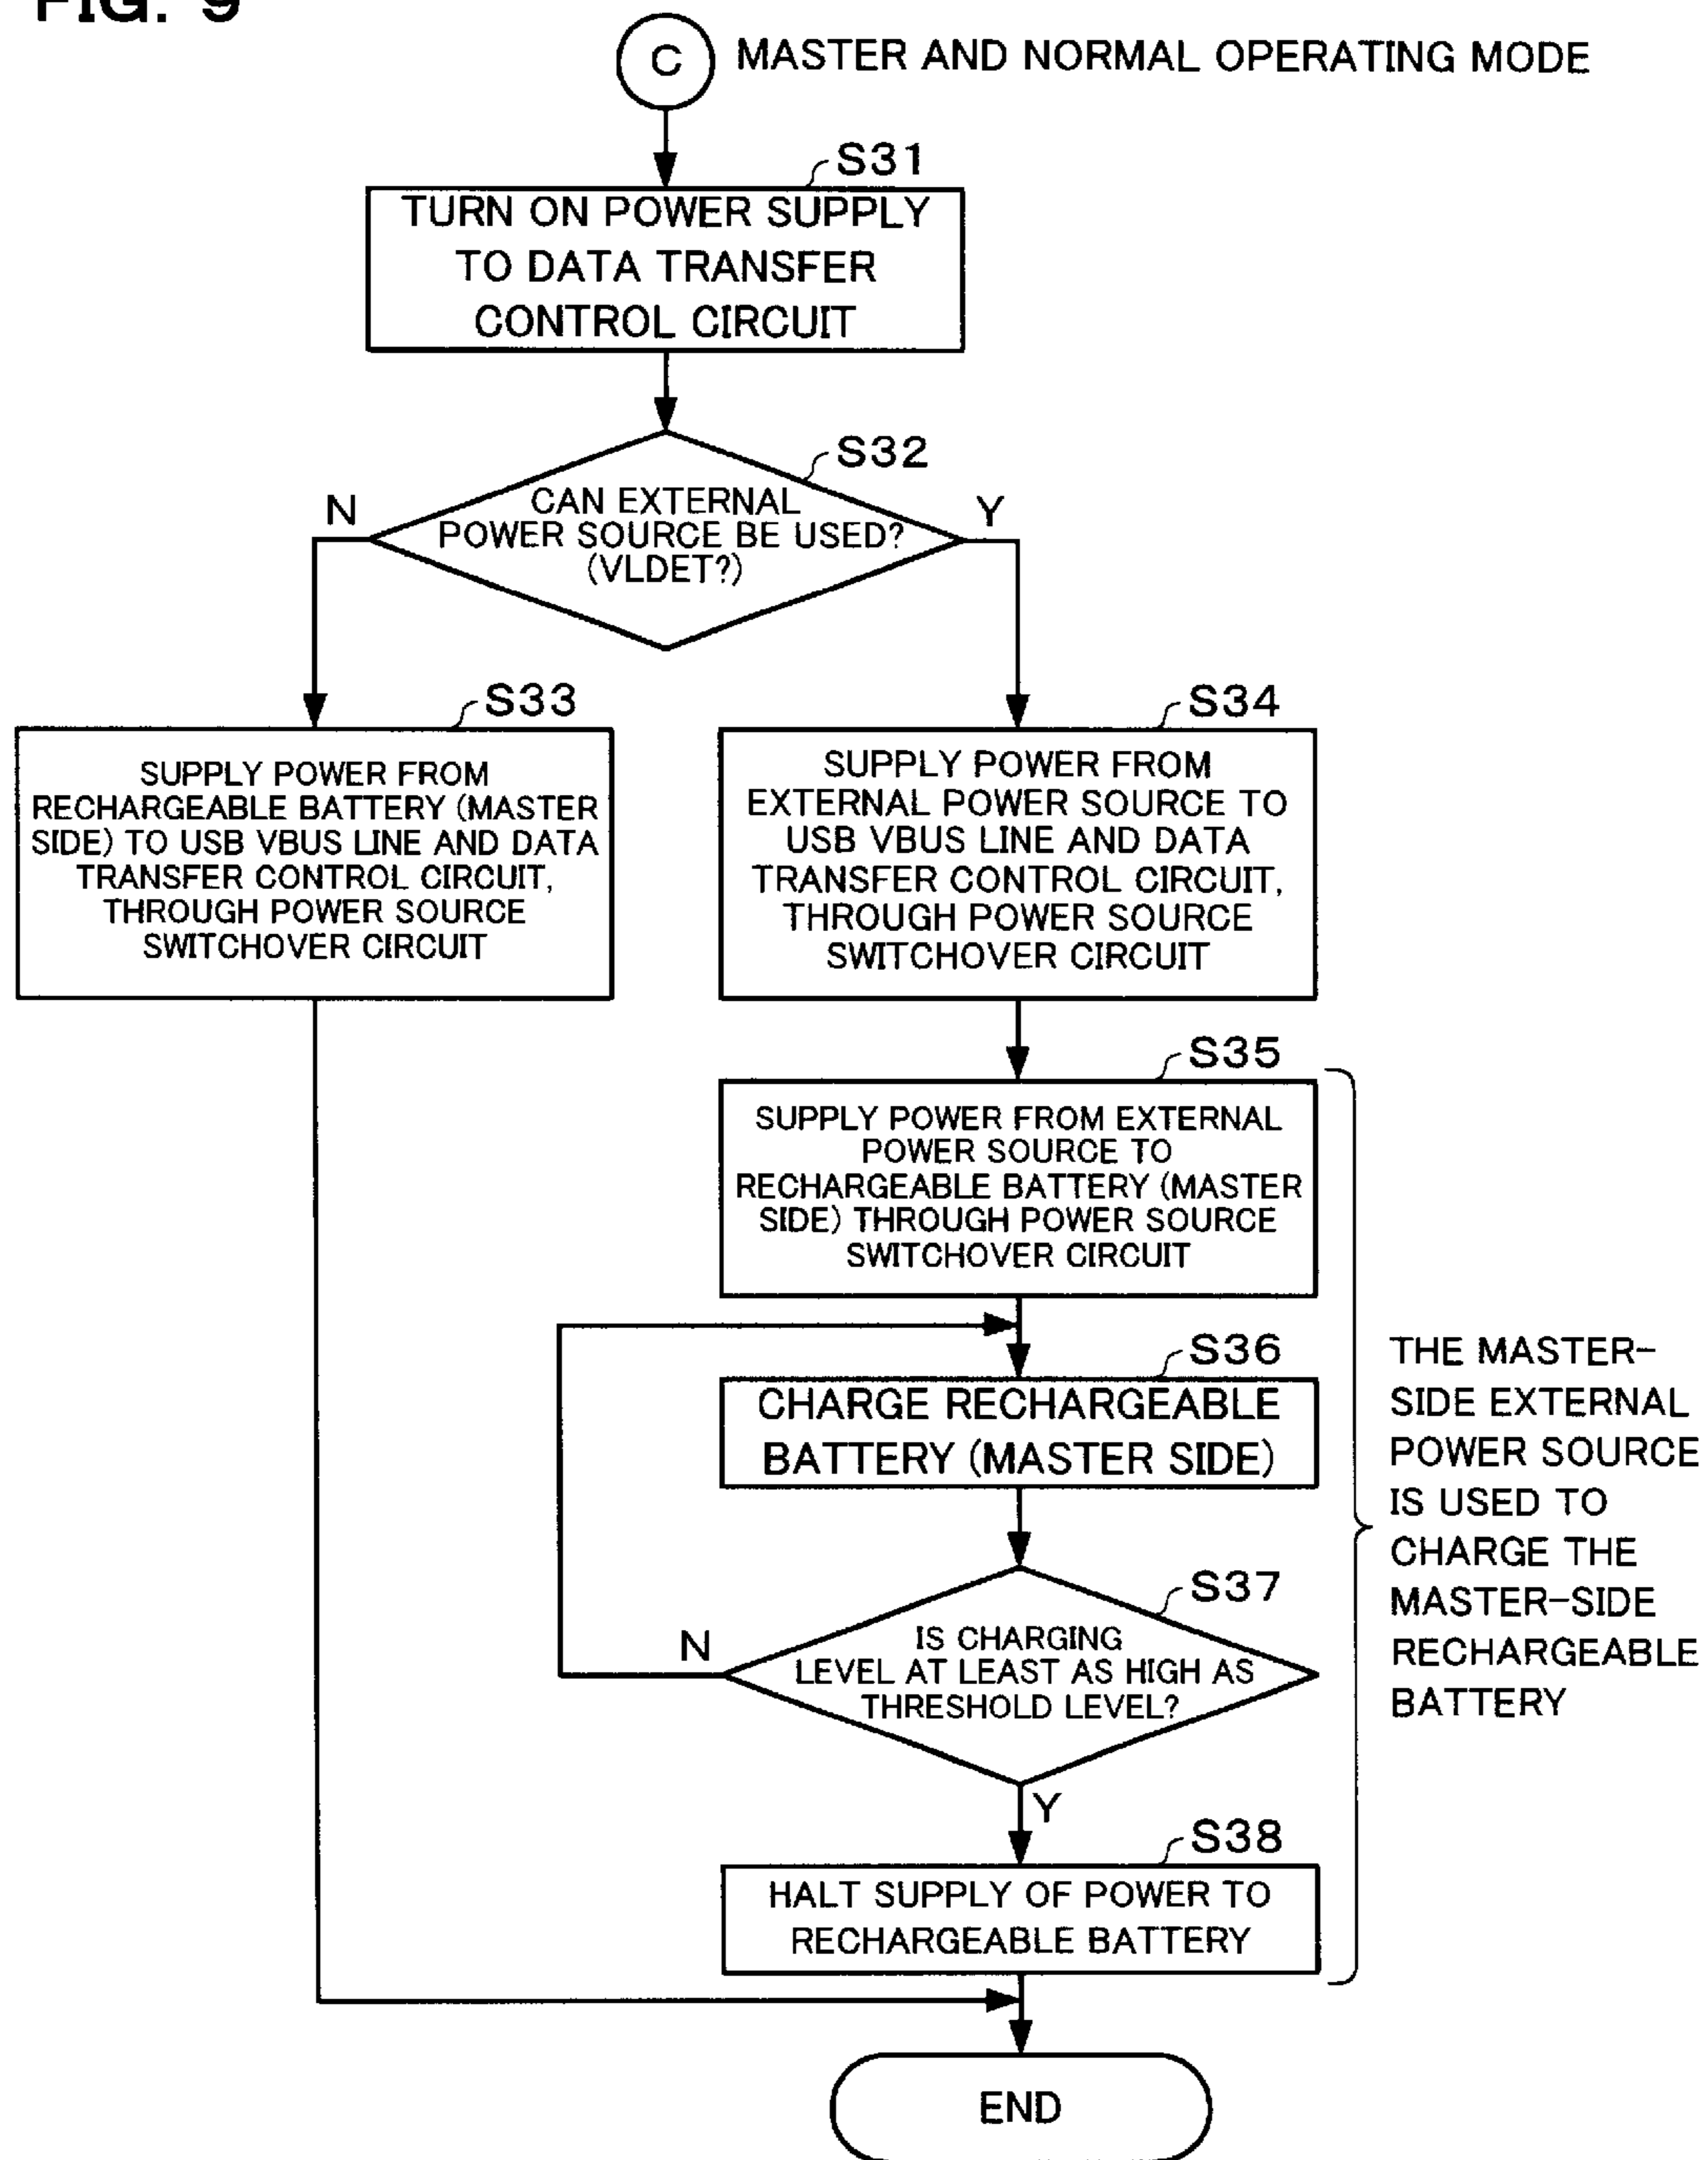 FIG. 9
C
MASTER AND NORMAL OPERATING MODE
S31
TURN ON POWER SUPPLY
TO DATA TRANSFER
CONTROL CIRCUIT
S32
CAN EXTERNAL
POWER SOURCE BE USED?
(VLDET?)
N
Y
S33
SUPPLY POWER FROM
RECHARGEABLE BATTERY (MASTER
SIDE) TO USB VBUS LINE AND DATA
TRANSFER CONTROL CIRCUIT,
THROUGH POWER SOURCE
SWITCHOVER CIRCUIT
S34
SUPPLY POWER FROM
EXTERNAL POWER SOURCE TO
USB VBUS LINE AND DATA
TRANSFER CONTROL CIRCUIT,
THROUGH POWER SOURCE
SWITCHOVER CIRCUIT
S35
SUPPLY POWER FROM EXTERNAL
POWER SOURCE TO
RECHARGEABLE BATTERY (MASTER
SIDE) THROUGH POWER SOURCE
SWITCHOVER CIRCUIT
S36
CHARGE RECHARGEABLE
BATTERY (MASTER SIDE)
S37
IS CHARGING
LEVEL AT LEAST AS HIGH AS
THRESHOLD LEVEL?
N
Y
S38
HALT SUPPLY OF POWER TO
RECHARGEABLE BATTERY
THE MASTER-
SIDE EXTERNAL
POWER SOURCE
IS USED TO
CHARGE THE
MASTER-SIDE
RECHARGEABLE
BATTERY
END